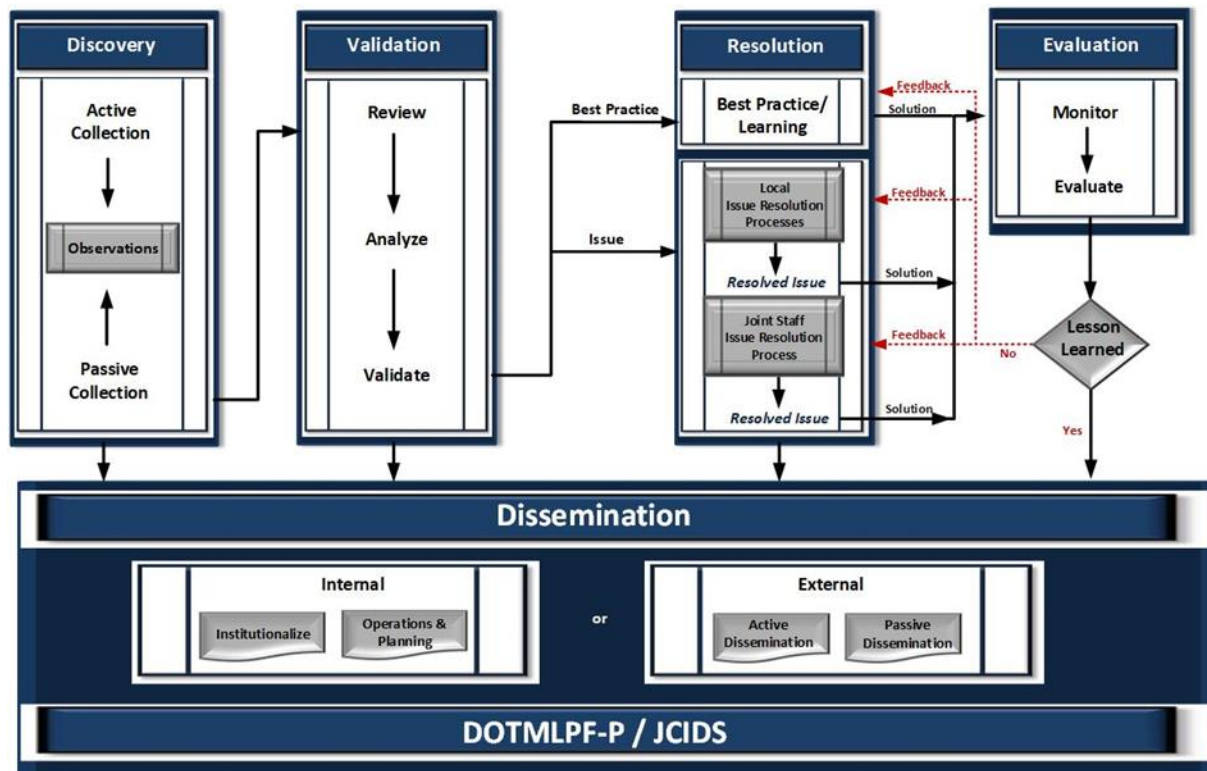 Discovery
Active
Collection
Observations
Passive
Collection
Validation
Review
Analyze
Validate
Best Practice
Issue
Resolution
Best Practice/
Learning
Local
Issue Resolution
Processes
Resolved Issue
Joint Staff
Issue Resolution
Process
Resolved Issue
Feedback
Solution
Feedback
Solution
Feedback
Solution
Evaluation
Monitor
Evaluate
Lesson
Learned
No
Yes
Dissemination
Internal
Institutionalize
Operations &
Planning
or
External
Active
Dissemination
Passive
Dissemination
DOTMLPF-P / JCIDS